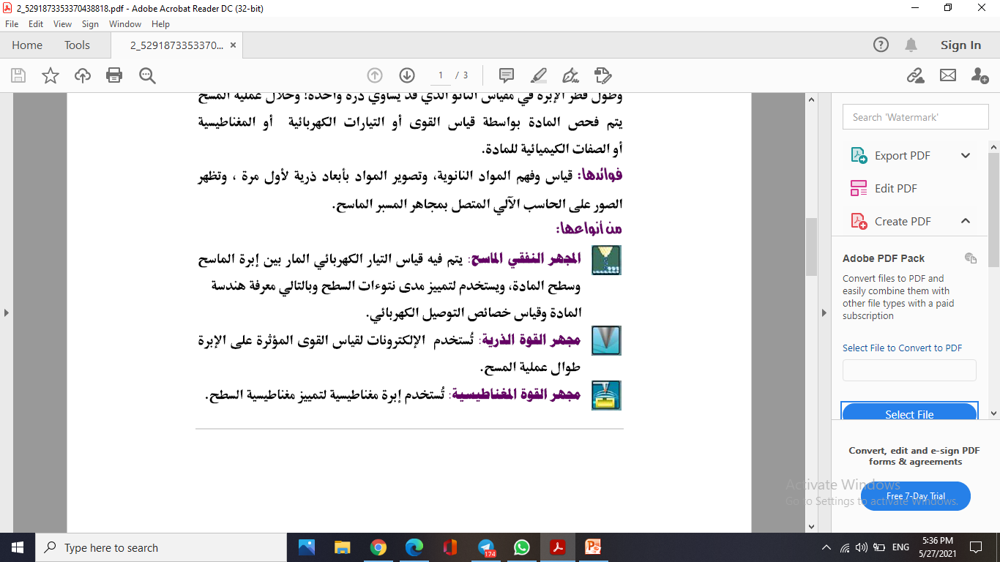 2_5291873353370438818.pdf - Adobe Acrobat Reader DC (32-bit)
File Edit View Sign Window Help
Home Tools 2_5291873353370... × Sign In
1 / 3
وطول قطر الإبرة في مقياس النانو الذي قد يساوي ذرة واحدة! وخلال عملية المسح
يتم فحص المادة بواسطة قياس القوى أو التيارات الكهربائية أو المغناطيسية
أو الصفات الكيميائية للمادة.
فوائدها: قياس وفهم المواد النانوية، وتصوير المواد بأبعاد ذرية لأول مرة ، وتظهر
الصور على الحاسب الآلي المتصل بمجاهر المسبر الماسح.
من أنواعها:
المجهر النفقي الماسح: يتم فيه قياس التيار الكهربائي المار بين إبرة الماسح
وسطح المادة، ويستخدم لتمييز مدى نتوءات السطح وبالتالي معرفة هندسة
المادة وقياس خصائص التوصيل الكهربائي.
مجهر القوة الذرية: تُستخدم الإلكترونات لقياس القوى المؤثرة على الإبرة
طوال عملية المسح.
مجهر القوة المغناطيسية: تُستخدم إبرة مغناطيسية لتمييز مغناطيسية السطح.
Search 'Watermark'
Export PDF
Edit PDF
Create PDF
Adobe PDF Pack
Convert files to PDF and
easily combine them with
other file types with a paid
subscription
Select File to Convert to PDF
Select File
Convert, edit and e-sign PDF
forms & agreements
Free 7-Day Trial
Activate Windows
Go to Settings to activate Windows.
Type here to search
174
ENG
5:36 PM
5/27/2021